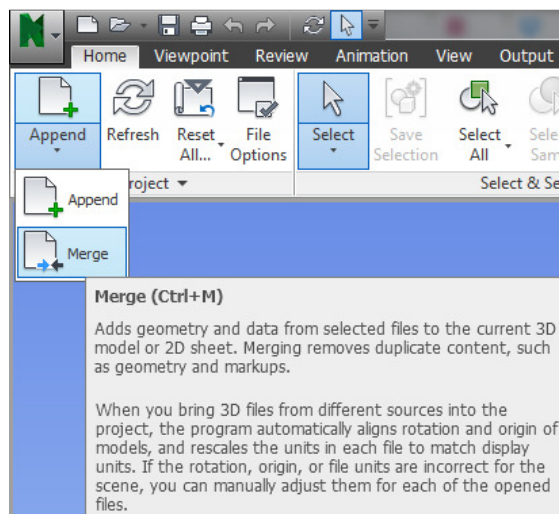 N
Home Viewpoint Review Animation View Output
Append Refresh Reset All... File Options Select Save Selection Select All
Select & Se
Append
Merge
Merge (Ctrl+M)
Adds geometry and data from selected files to the current 3D
model or 2D sheet. Merging removes duplicate content, such
as geometry and markups.
When you bring 3D files from different sources into the
project, the program automatically aligns rotation and origin of
models, and rescales the units in each file to match display
units. If the rotation, origin, or file units are incorrect for the
scene, you can manually adjust them for each of the opened
files.